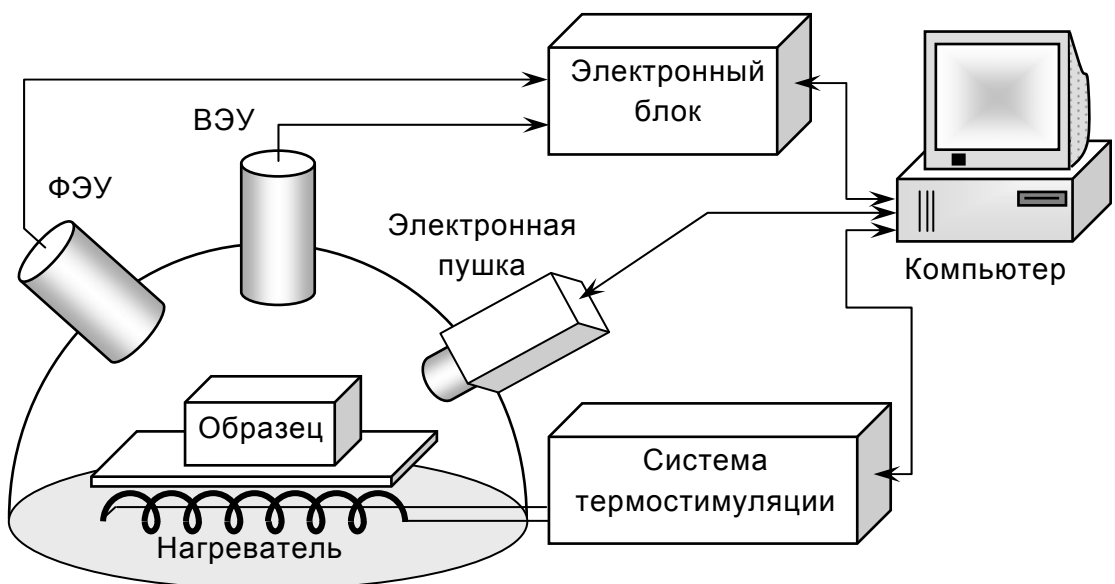 Электронный
блок
ВЭУ
ФЭУ
Электронная
пушка
Компьютер
Образец
Система
термостимуляции
Нагреватель